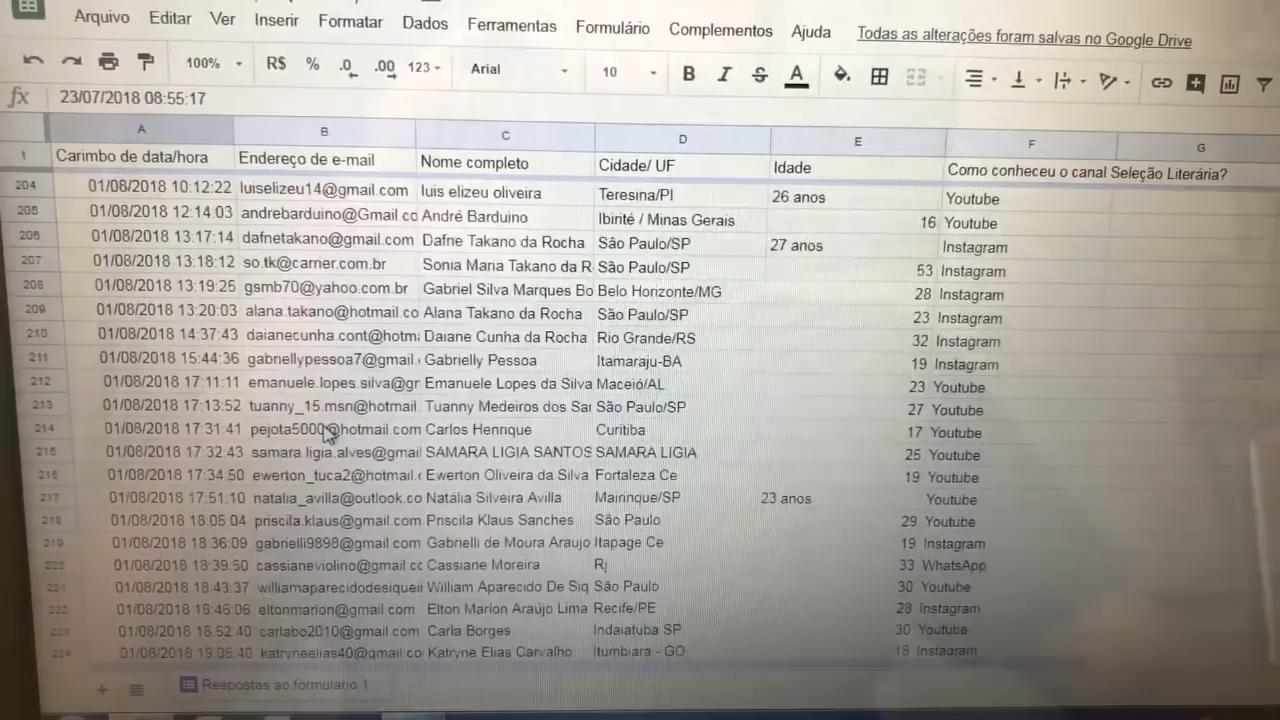 Arquivo Editar Ver Inserir Formatar Dados Ferramentas Formulário Complementos Ajuda Todas as alterações foram salvas no Google Drive
100% R$ % .0 .00 123 Arial 10 B I S A
fx 23/07/2018 08:55:17
A B C D E F G
1 Carimbo de data/hora Endereço de e-mail Nome completo Cidade/ UF Idade Como conheceu o canal Seleção Literária?
204 01/08/2018 10:12:22 luiselizeu14@gmail.com luis elizeu oliveira Teresina/PI 26 anos Youtube
205 01/08/2018 12:14:03 andrebarduino@Gmail.co André Barduino Ibirité / Minas Gerais 16 Youtube
206 01/08/2018 13:17:14 dafnetakano@gmail.com Dafne Takano da Rocha São Paulo/SP 27 anos Instagram
207 01/08/2018 13:18:12 so.tk@carrier.com.br Sonia Maria Takano da R São Paulo/SP 53 Instagram
208 01/08/2018 13:19:25 gsmb70@yahoo.com.br Gabriel Silva Marques Bo Belo Horizonte/MG 28 Instagram
209 01/08/2018 13:20:03 alana.takano@hotmail.co Alana Takano da Rocha São Paulo/SP 23 Instagram
210 01/08/2018 14:37:43 daianecunha.cont@hotm Daiane Cunha da Rocha Rio Grande/RS 32 Instagram
211 01/08/2018 15:44:36 gabriellypessoa7@gmail. Gabrielly Pessoa Itamaraju-BA 19 Instagram
212 01/08/2018 17:11:11 emanuele.lopes.silva@gr Emanuele Lopes da Silva Maceió/AL 23 Youtube
213 01/08/2018 17:13:52 tuanny_15.msn@hotmail. Tuanny Medeiros dos Sar São Paulo/SP 27 Youtube
214 01/08/2018 17:31:41 pejota5000@hotmail.com Carlos Henrique Curitiba 17 Youtube
215 01/08/2018 17:32:43 samara.ligia.alves@gmail SAMARA LIGIA SANTOS SAMARA LIGIA 25 Youtube
216 01/08/2018 17:34:50 ewerton_tuca2@hotmail. Ewerton Oliveira da Silva Fortaleza Ce 19 Youtube
217 01/08/2018 17:51:10 natalia_avilla@outlook.co Natália Silveira Avilla Mairinque/SP 23 anos Youtube
218 01/08/2018 18:05:04 priscila.klaus@gmail.com Priscila Klaus Sanches São Paulo 29 Youtube
219 01/08/2018 18:36:09 gabrielli9898@gmail.com Gabrielli de Moura Araujo Itapage Ce 19 Instagram
220 01/08/2018 18:39:50 cassianeviolino@gmail.cc Cassiane Moreira Rj 33 WhatsApp
221 01/08/2018 18:43:37 williamaparecidodesiqueir William Aparecido De Siq São Paulo 30 Youtube
222 01/08/2018 18:46:06 eltonmarion@gmail.com Elton Marion Araújo Lima Recife/PE 28 Instagram
223 01/08/2018 18:52:40 carlabo2010@gmail.com Carla Borges Indaiatuba SP 30 Youtube
224 01/08/2018 19:06:40 katryneelias40@gmail.co Katryne Elias Carvalho Itumbiara - GO 18 Instagram
Respostas ao formulário 1